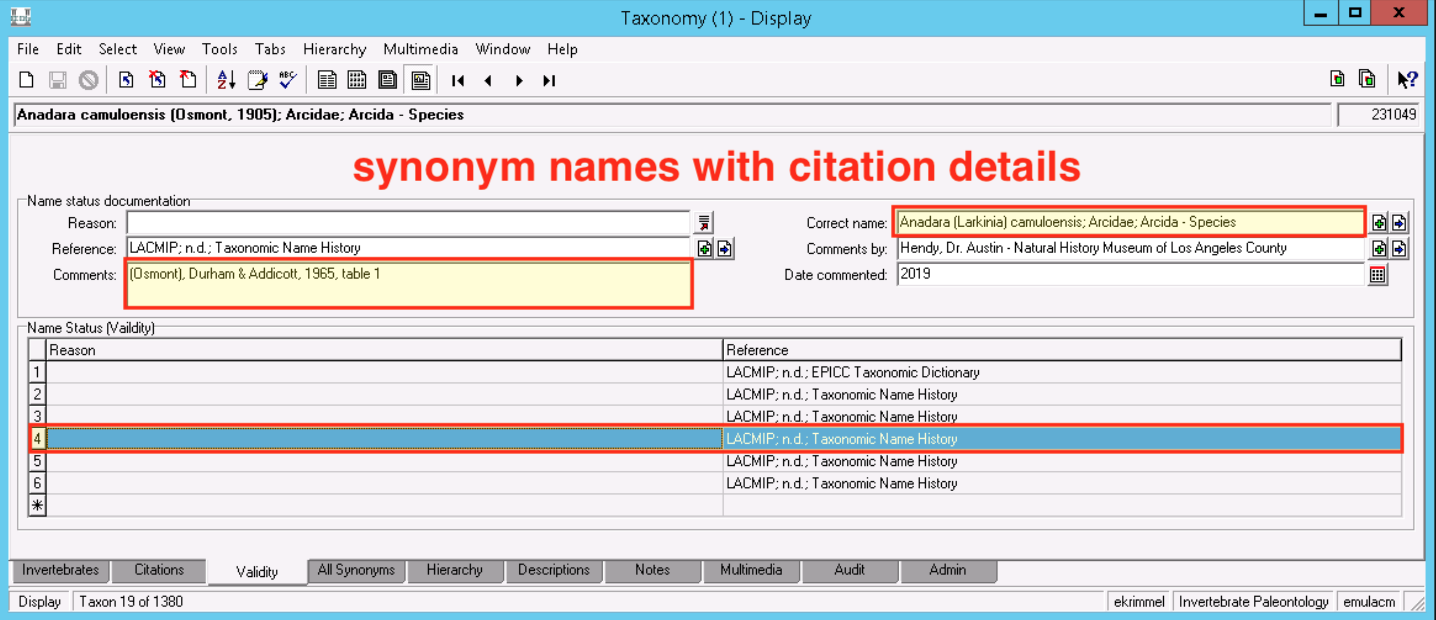 Taxonomy (1) - Display
File Edit Select View Tools Tabs Hierarchy Multimedia Window Help
Anadara camuloensis (Osmont, 1905); Arcidae; Arcida - Species 231049
synonym names with citation details
Name status documentation
Reason: Correct name: Anadara (Larkinia) camuloensis; Arcidae; Arcida - Species
Reference: LACMIP; n.d.; Taxonomic Name History Comments by: Hendy, Dr. Austin - Natural History Museum of Los Angeles County
Comments: (Osmont), Durham & Addicott, 1965, table 1 Date commented: 2019
Name Status (Vaildity)
Reason Reference
1 LACMIP; n.d.; EPICC Taxonomic Dictionary
2 LACMIP; n.d.; Taxonomic Name History
3 LACMIP; n.d.; Taxonomic Name History
4 LACMIP; n.d.; Taxonomic Name History
5 LACMIP; n.d.; Taxonomic Name History
6 LACMIP; n.d.; Taxonomic Name History
Invertebrates Citations Validity All Synonyms Hierarchy Descriptions Notes Multimedia Audit Admin
Display Taxon 19 of 1380 ekrimmel Invertebrate Paleontology emulacm